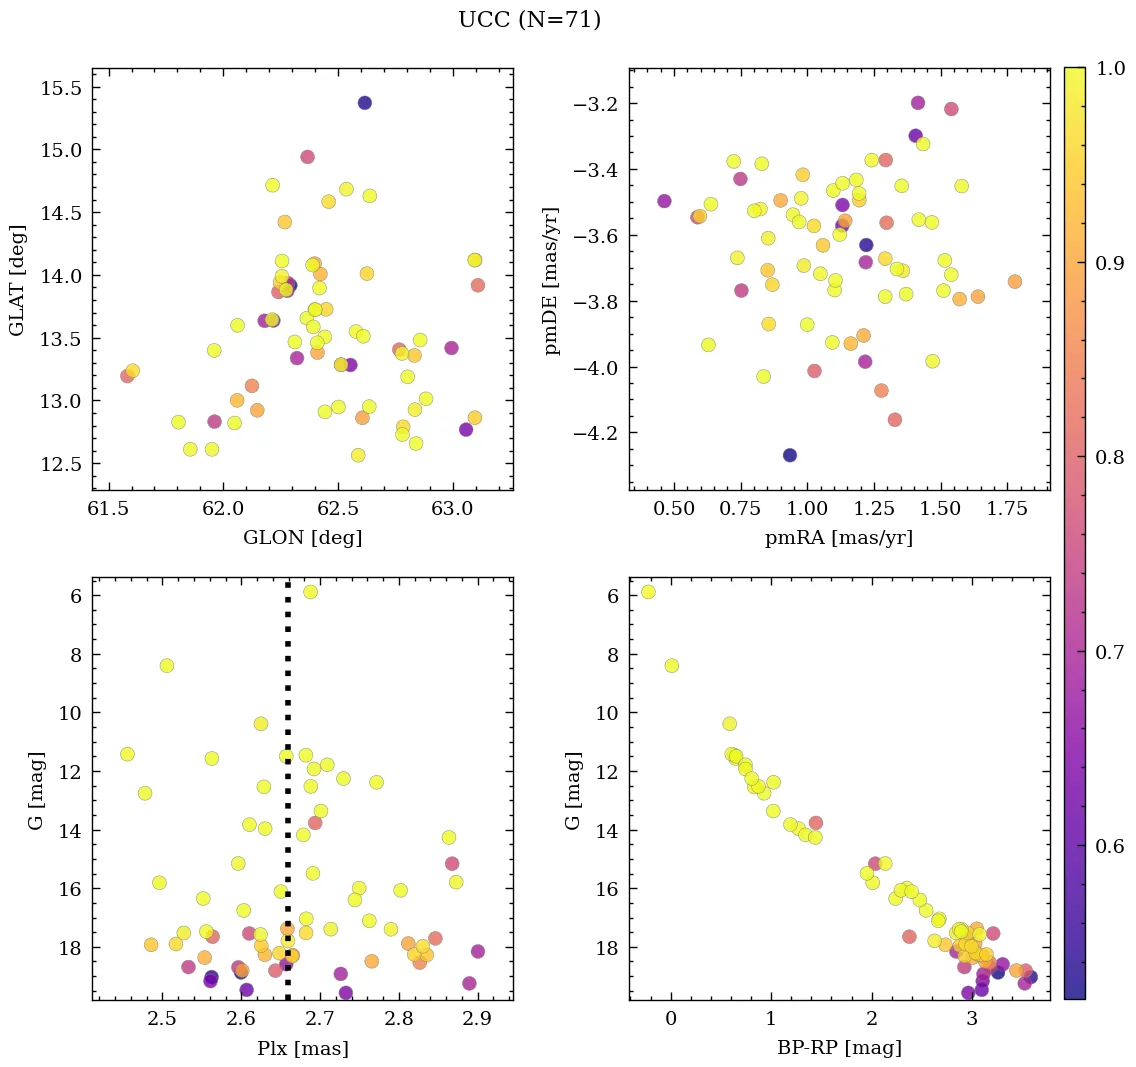 UCC (N=71)
15.5
15.0
14.5
14.0
13.5
13.0
12.5
GLAT [deg]
61.5 62.0 62.5 63.0
GLON [deg]
−3.2
−3.4
−3.6
−3.8
−4.0
−4.2
pmDE [mas/yr]
0.50 0.75 1.00 1.25 1.50 1.75
pmRA [mas/yr]
6
8
10
12
14
16
18
G [mag]
2.5 2.6 2.7 2.8 2.9
Plx [mas]
6
8
10
12
14
16
18
G [mag]
0 1 2 3
BP-RP [mag]
1.0
0.9
0.8
0.7
0.6